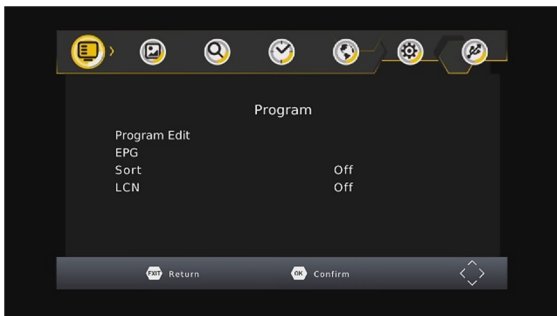 Program
Program Edit
EPG
Sort Off
LCN Off
EXIT Return OK Confirm